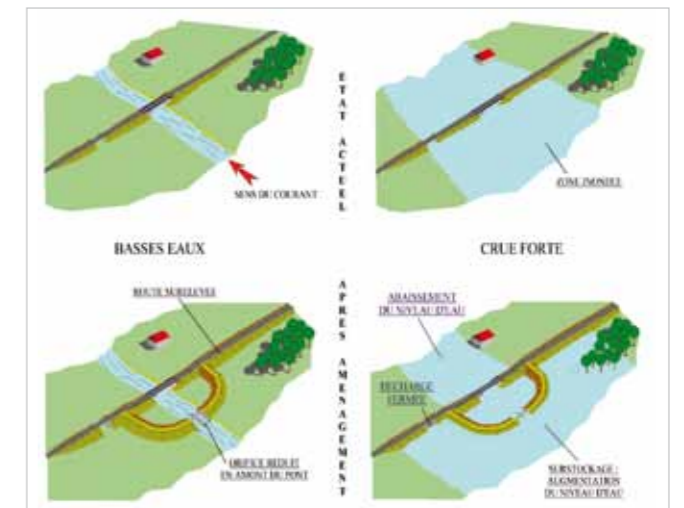 ETAT ACTUEL
SENS DU COURANT
ZONE INONDEE
BASSES EAUX
CRUE FORTE
APRES AMENAGEMENT
ROUTE SURELEVEE
ABAISSEMENT
DU NIVEAU D'EAU
FERMEE
ORIFICE REDUIT
EN AMONT DU PONT
SURSTOCKAGE :
AUGMENTATION
DU NIVEAU D'EAU